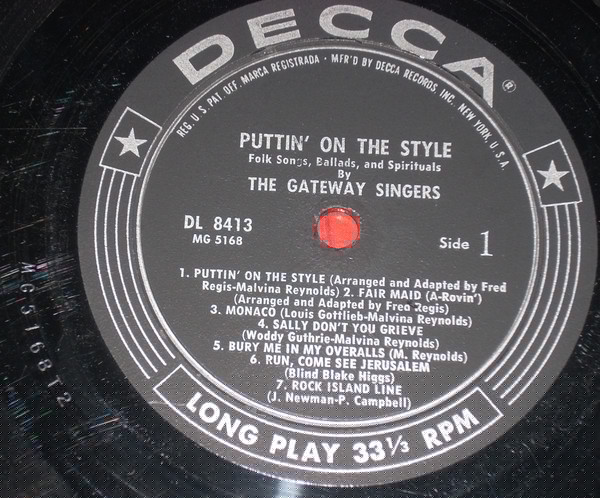 DECCA®
REG. U.S. PAT. OFF. MARCA REGISTRADA • MFR'D BY DECCA RECORDS, INC., NEW YORK, U.S.A.
PUTTIN' ON THE STYLE
Folk Songs, Ballads, and Spirituals
By
THE GATEWAY SINGERS
DL 8413
MG 5168
Side 1
1. PUTTIN' ON THE STYLE (Arranged and Adapted by Fred
Regis-Malvina Reynolds) 2. FAIR MAID (A-Rovin')
(Arranged and Adapted by Fred Regis)
3. MONACO (Louis Gottlieb-Malvina Reynolds)
4. SALLY DON'T YOU GRIEVE
(Woddy Guthrie-Malvina Reynolds)
5. BURY ME IN MY OVERALLS (M. Reynolds)
6. RUN, COME SEE JERUSALEM
(Blind Blake Higgs)
7. ROCK ISLAND LINE
(J. Newman-P. Campbell)
LONG PLAY 33⅓ RPM
MG5168T2